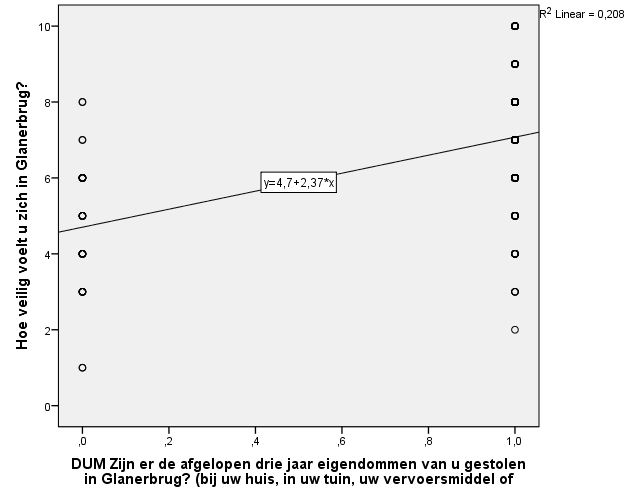 R2 Linear = 0,208
Hoe veilig voelt u zich in Glanerbrug?
10
8
6
4
2
0
y=4,7+2,37*x
,0 ,2 ,4 ,6 ,8 1,0
DUM Zijn er de afgelopen drie jaar eigendommen van u gestolen
in Glanerbrug? (bij uw huis, in uw tuin, uw vervoersmiddel of